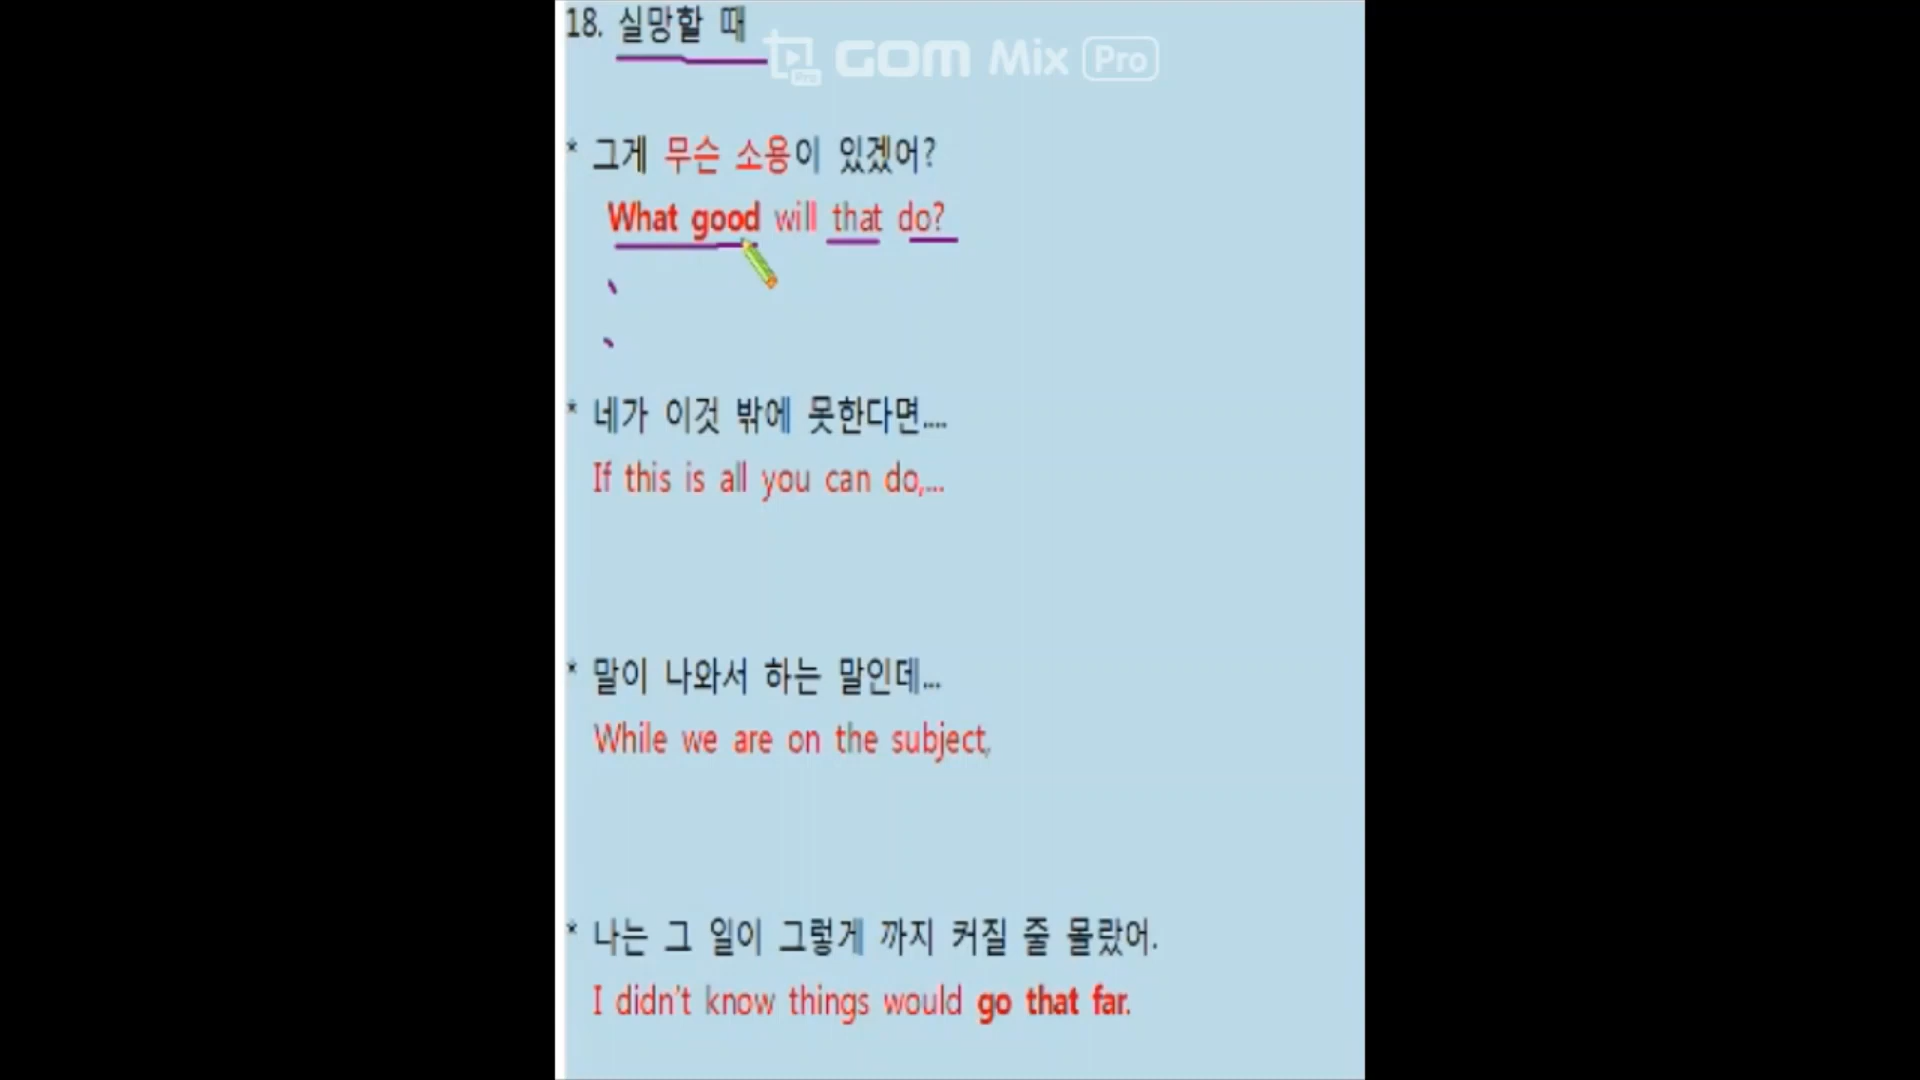 18. 실망할 때
GOM Mix Pro
* 그게 무슨 소용이 있겠어?
What good will that do?
* 네가 이것 밖에 못한다면....
If this is all you can do,...
* 말이 나와서 하는 말인데...
While we are on the subject,
* 나는 그 일이 그렇게 까지 커질 줄 몰랐어.
I didn't know things would go that far.